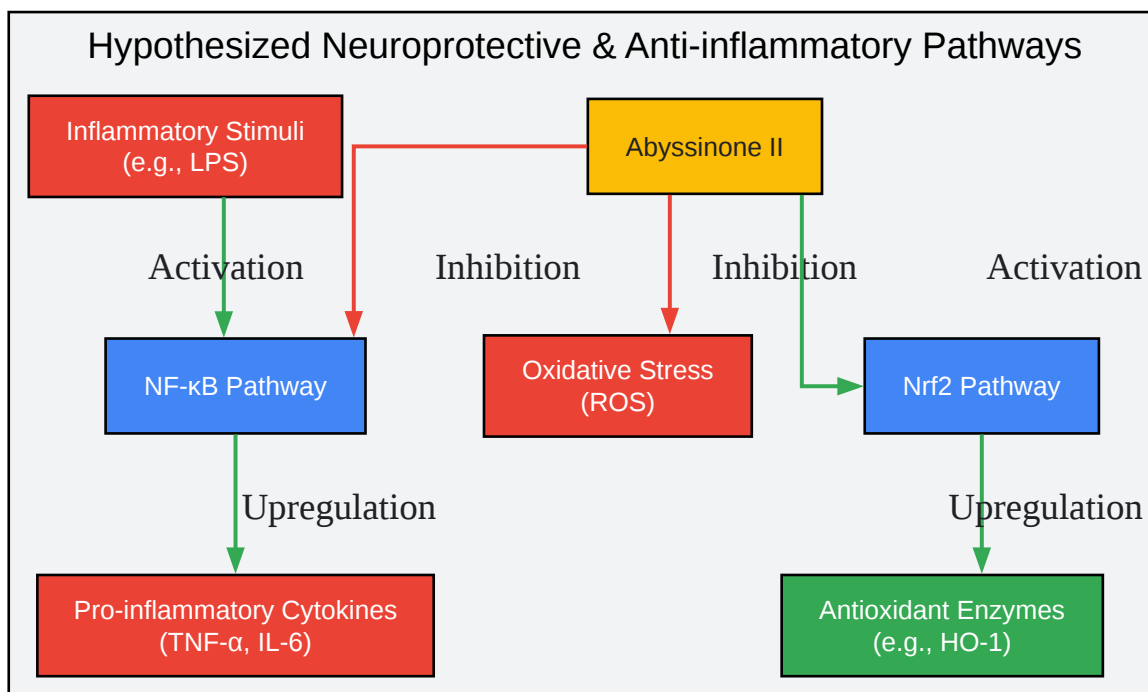 Hypothesized Neuroprotective & Anti-inflammatory Pathways
Inflammatory Stimuli
(e.g., LPS)
Abyssinone II
Activation
Inhibition
Inhibition
Activation
NF-κB Pathway
Oxidative Stress
(ROS)
Nrf2 Pathway
Upregulation
Upregulation
Pro-inflammatory Cytokines
(TNF-α, IL-6)
Antioxidant Enzymes
(e.g., HO-1)